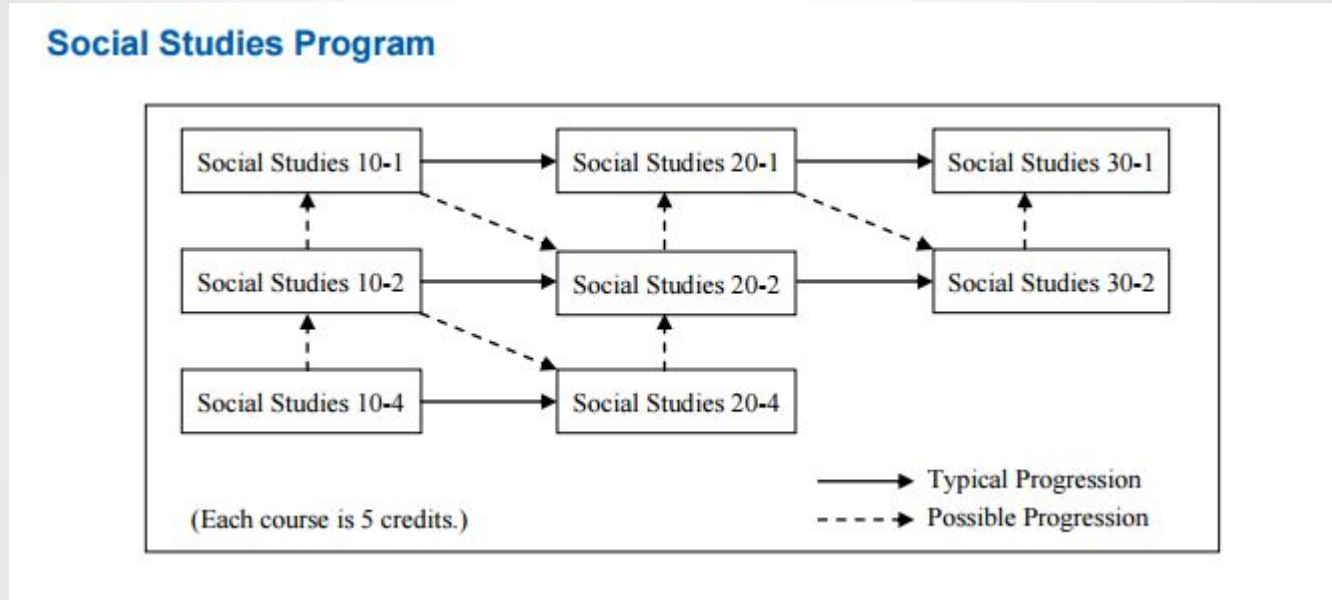 Social Studies Program
Social Studies 10-1
Social Studies 20-1
Social Studies 30-1
Social Studies 10-2
Social Studies 20-2
Social Studies 30-2
Social Studies 10-4
Social Studies 20-4
Typical Progression
(Each course is 5 credits.)
Possible Progression